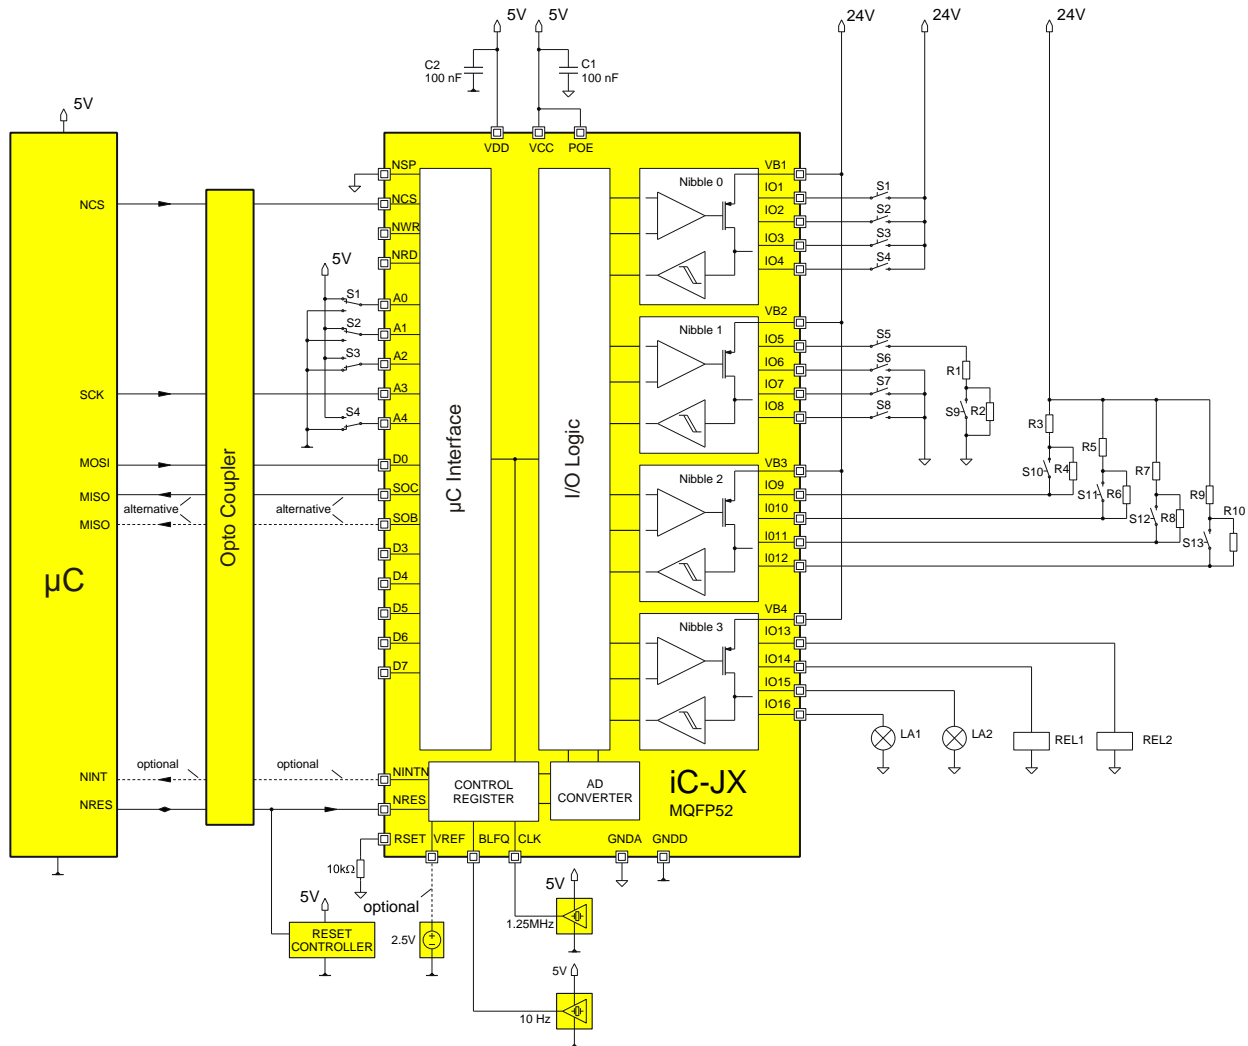 5V
5V
24V
24V
24V
C2
100 nF
C1
100 nF
5V
VDD
VCC
POE
NSP
NCS
NCS
NWR
NRD
5V
S1
A0
S2
A1
S3
A2
SCK
A3
S4
A4
MOSI
D0
MISO
SOC
alternative
alternative
MISO
SOB
D3
D4
D5
D6
D7
µC
Opto Coupler
µC Interface
I/O Logic
Nibble 0
VB1
IO1
IO2
IO3
IO4
S1
S2
S3
S4
Nibble 1
VB2
IO5
IO6
IO7
IO8
S5
S6
S7
S8
R1
S9
R2
Nibble 2
VB3
IO9
I010
I011
I012
R3
S10
R4
R5
S11
R6
R7
S12
R8
R9
S13
R10
Nibble 3
VB4
IO13
IO14
IO15
IO16
LA1
LA2
REL1
REL2
NINT
optional
optional
NINTN
NRES
NRES
CONTROL
REGISTER
AD
CONVERTER
iC-JX
MQFP52
RSET
VREF
BLFQ
CLK
GNDA
GNDD
10kΩ
5V
RESET
CONTROLLER
optional
2.5V
5V
1.25MHz
5V
10 Hz